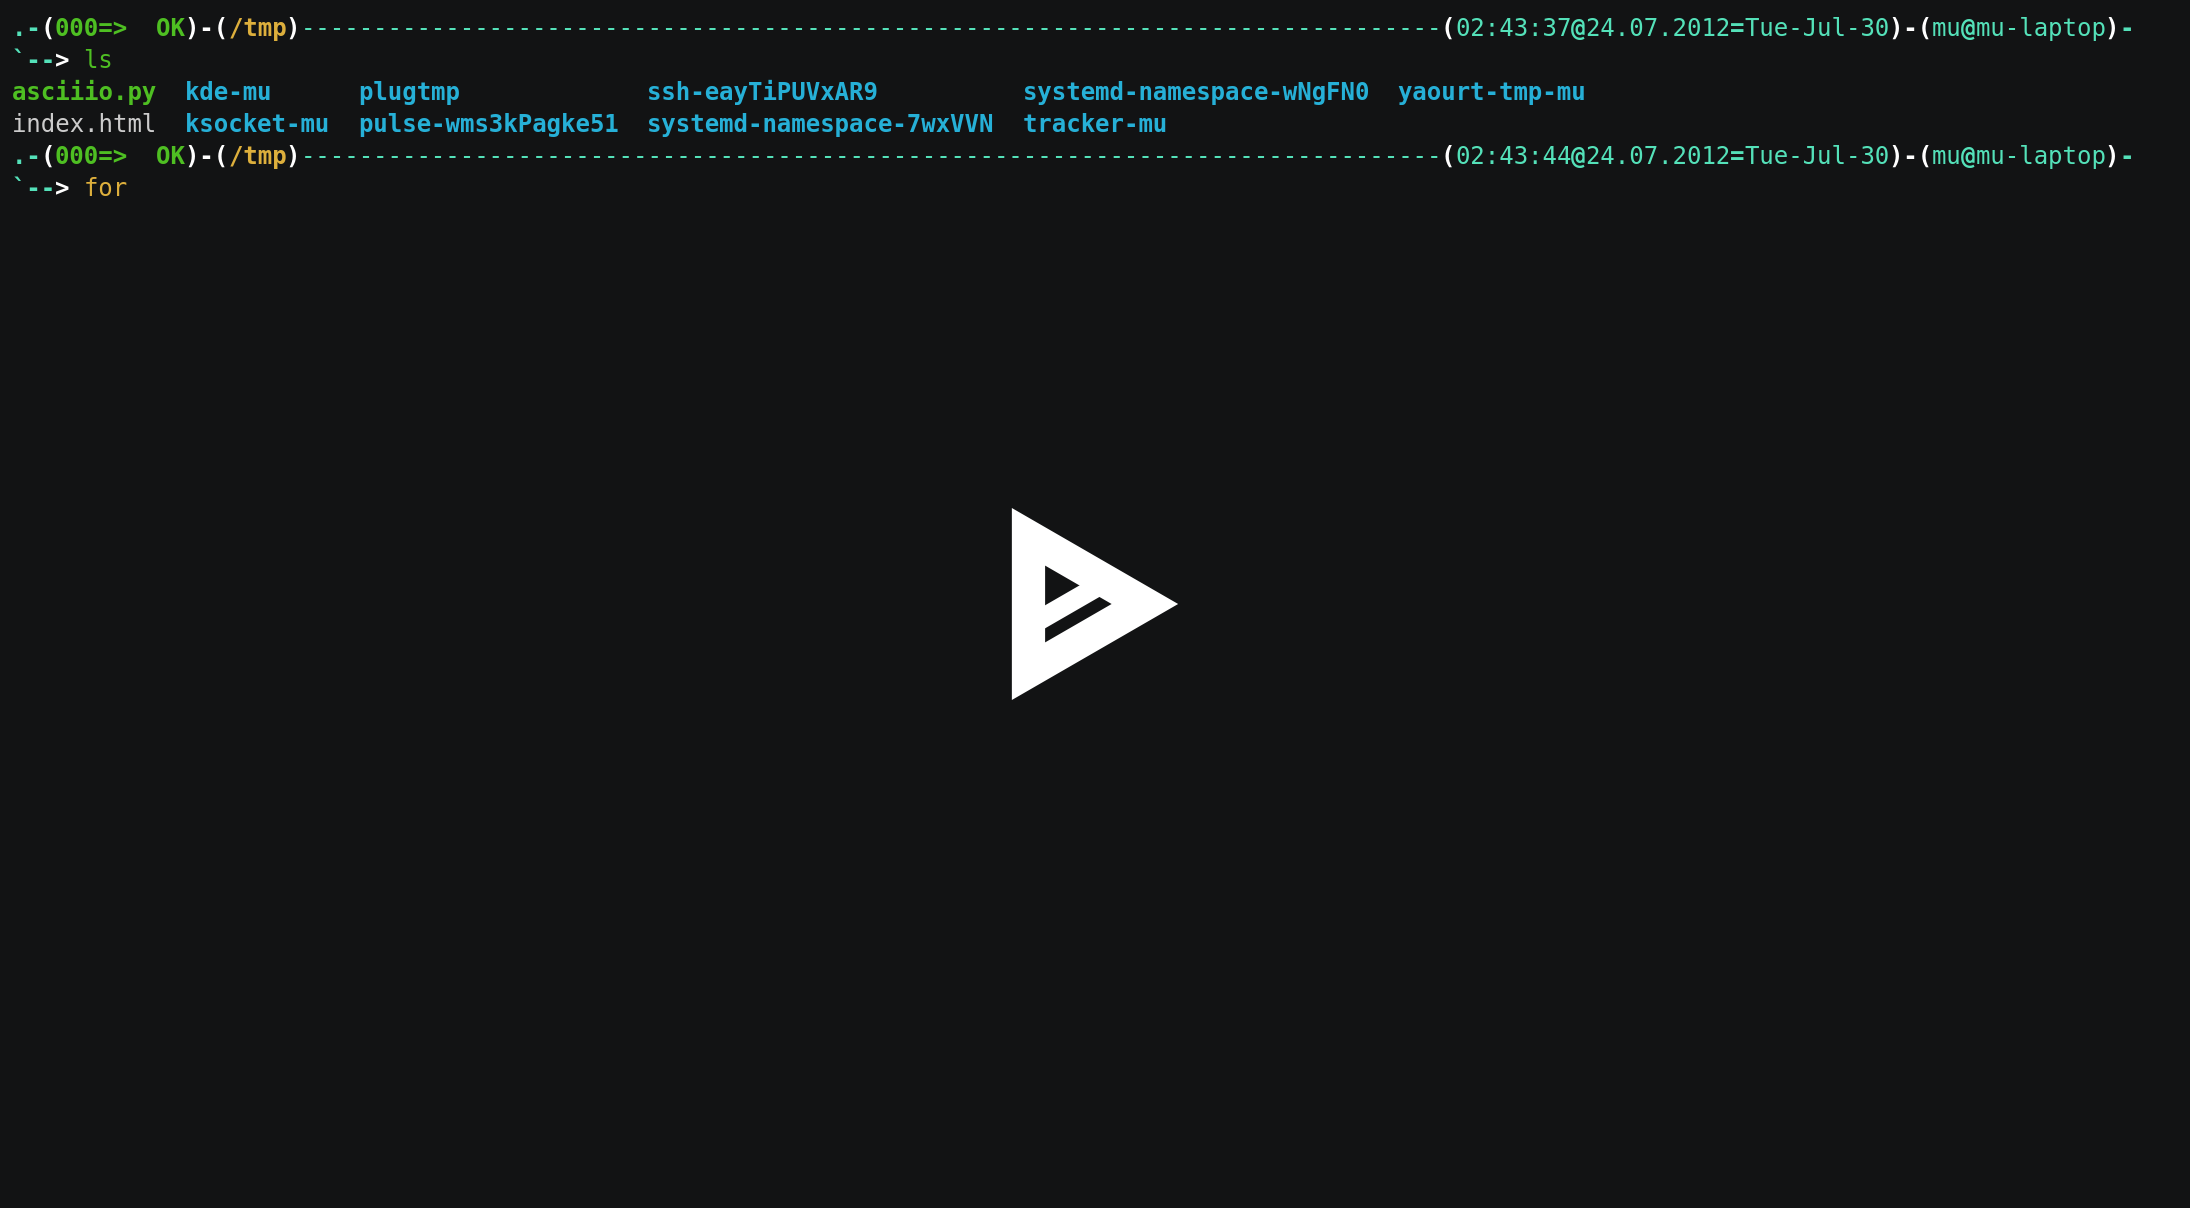 .-(000=>  OK)-(/tmp)-------------------------------------------------------------------------------(02:43:37@24.07.2012=Tue-Jul-30)-(mu@mu-laptop)-
`--> ls
asciiio.py  kde-mu      plugtmp             ssh-eayTiPUVxAR9          systemd-namespace-wNgFN0  yaourt-tmp-mu
index.html  ksocket-mu  pulse-wms3kPagke51  systemd-namespace-7wxVVN  tracker-mu
.-(000=>  OK)-(/tmp)-------------------------------------------------------------------------------(02:43:44@24.07.2012=Tue-Jul-30)-(mu@mu-laptop)-
`--> for